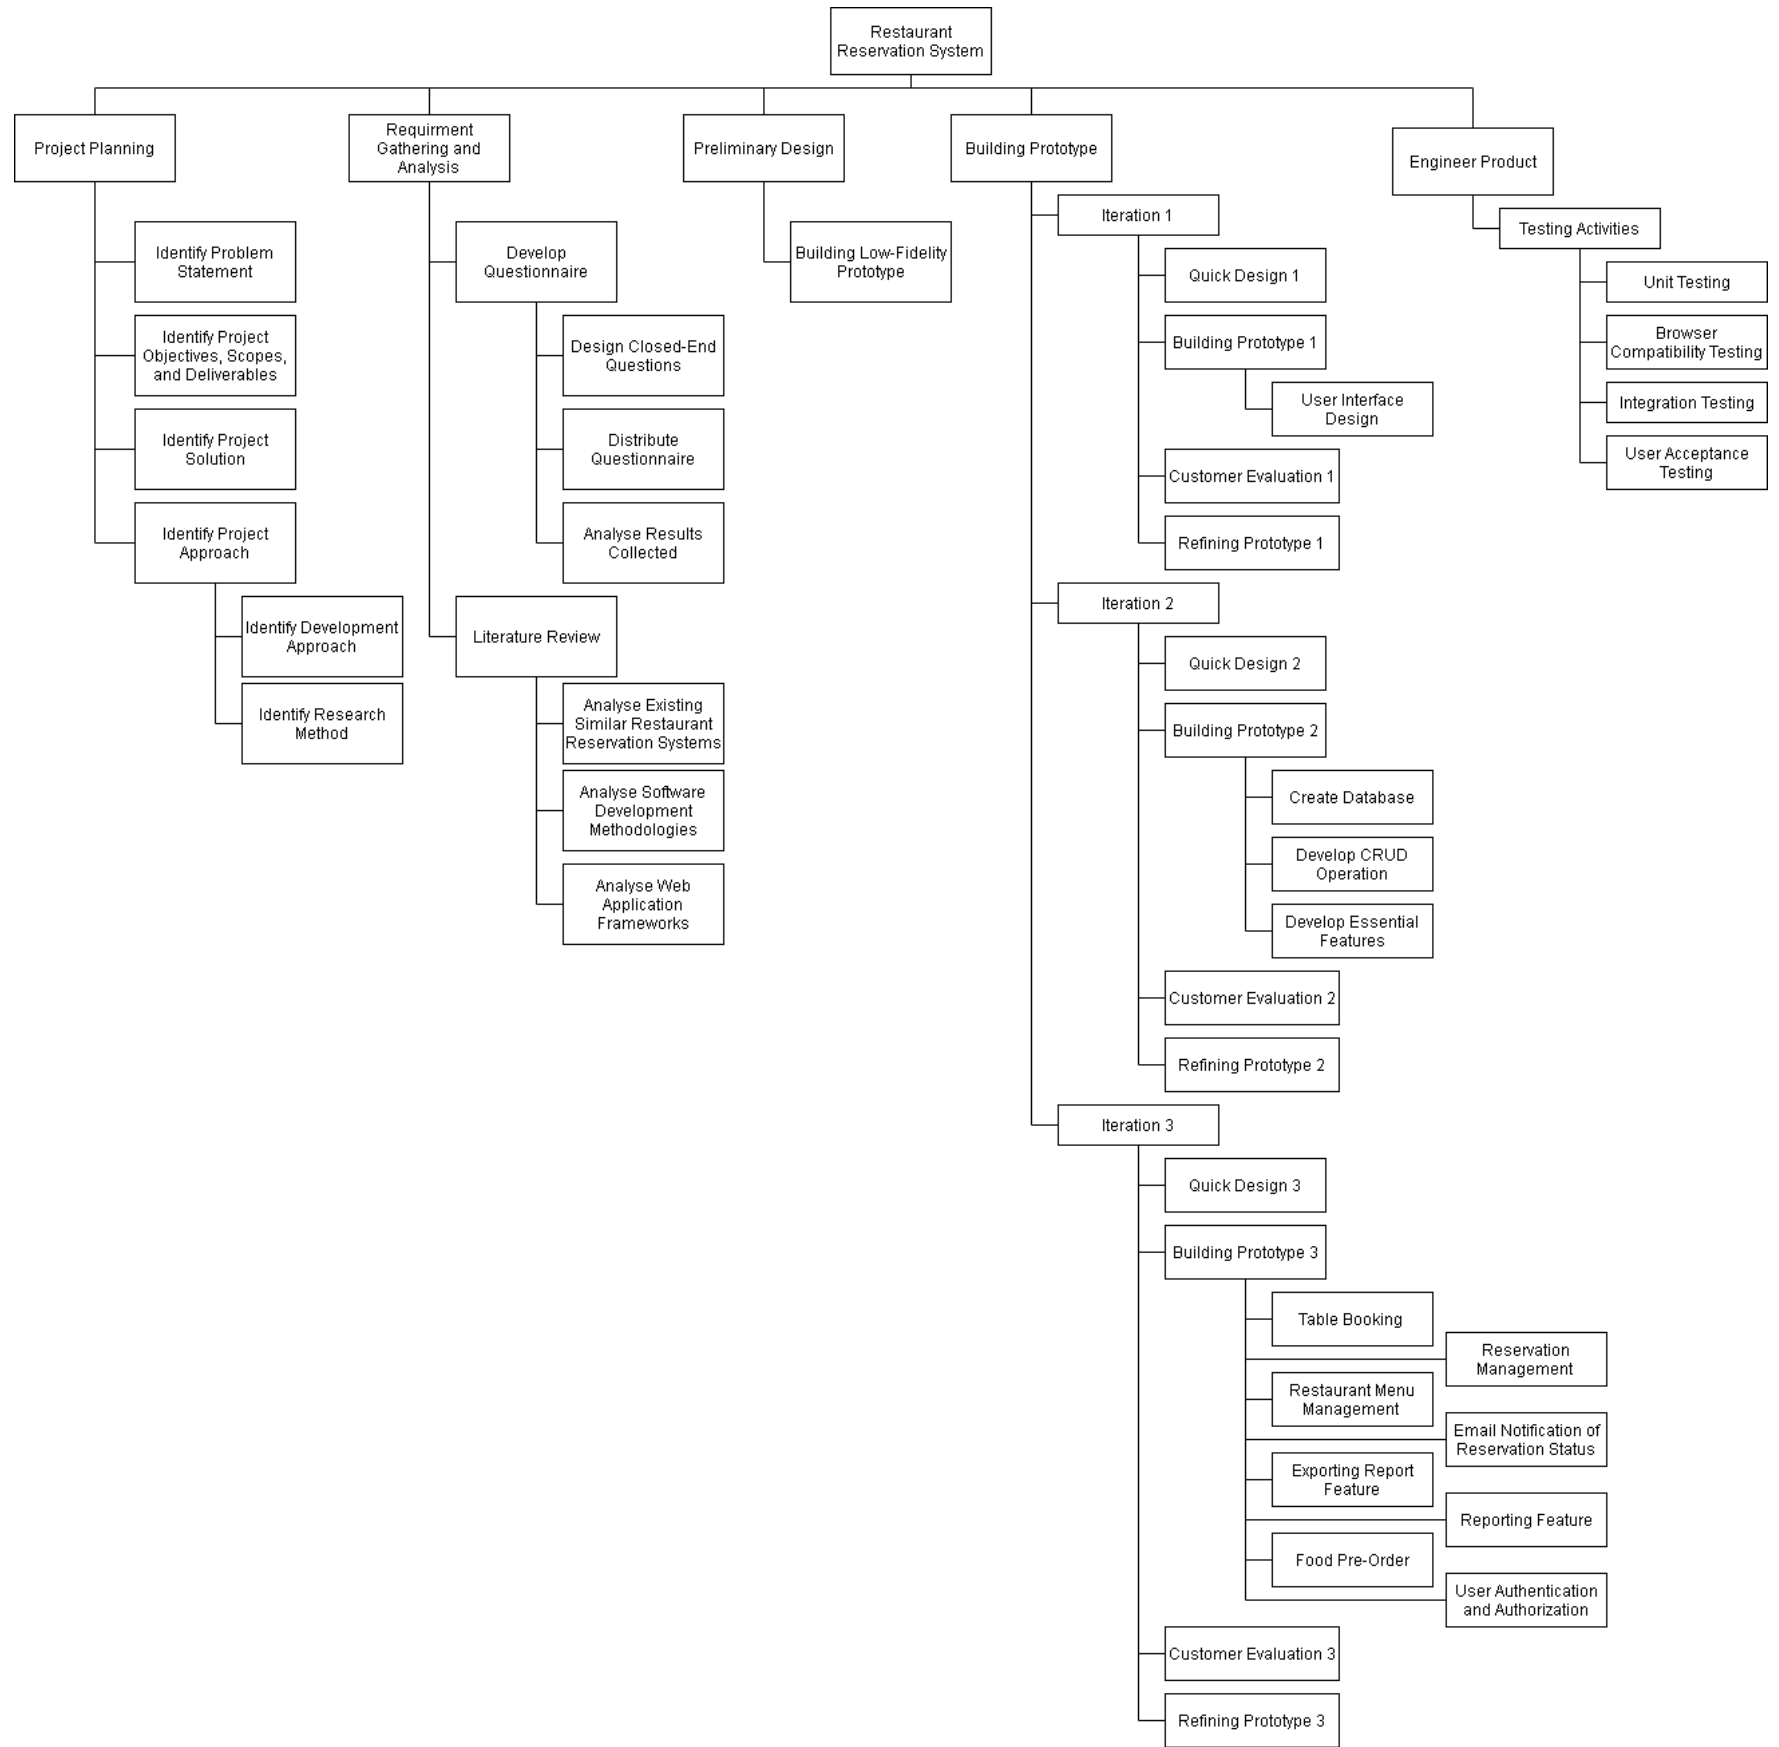 Restaurant
Reservation System
Project Planning
Requirment
Gathering and
Analysis
Preliminary Design
Building Prototype
Engineer Product
Identify Problem
Statement
Identify Project
Objectives, Scopes,
and Deliverables
Identify Project
Solution
Identify Project
Approach
Identify Development
Approach
Identify Research
Method
Develop
Questionnaire
Design Closed-End
Questions
Distribute
Questionnaire
Analyse Results
Collected
Literature Review
Analyse Existing
Similar Restaurant
Reservation Systems
Analyse Software
Development
Methodologies
Analyse Web
Application
Frameworks
Building Low-Fidelity
Prototype
Iteration 1
Quick Design 1
Building Prototype 1
User Interface
Design
Customer Evaluation 1
Refining Prototype 1
Iteration 2
Quick Design 2
Building Prototype 2
Create Database
Develop CRUD
Operation
Develop Essential
Features
Customer Evaluation 2
Refining Prototype 2
Iteration 3
Quick Design 3
Building Prototype 3
Table Booking
Reservation
Management
Restaurant Menu
Management
Email Notification of
Reservation Status
Exporting Report
Feature
Reporting Feature
Food Pre-Order
User Authentication
and Authorization
Customer Evaluation 3
Refining Prototype 3
Testing Activities
Unit Testing
Browser
Compatibility Testing
Integration Testing
User Acceptance
Testing